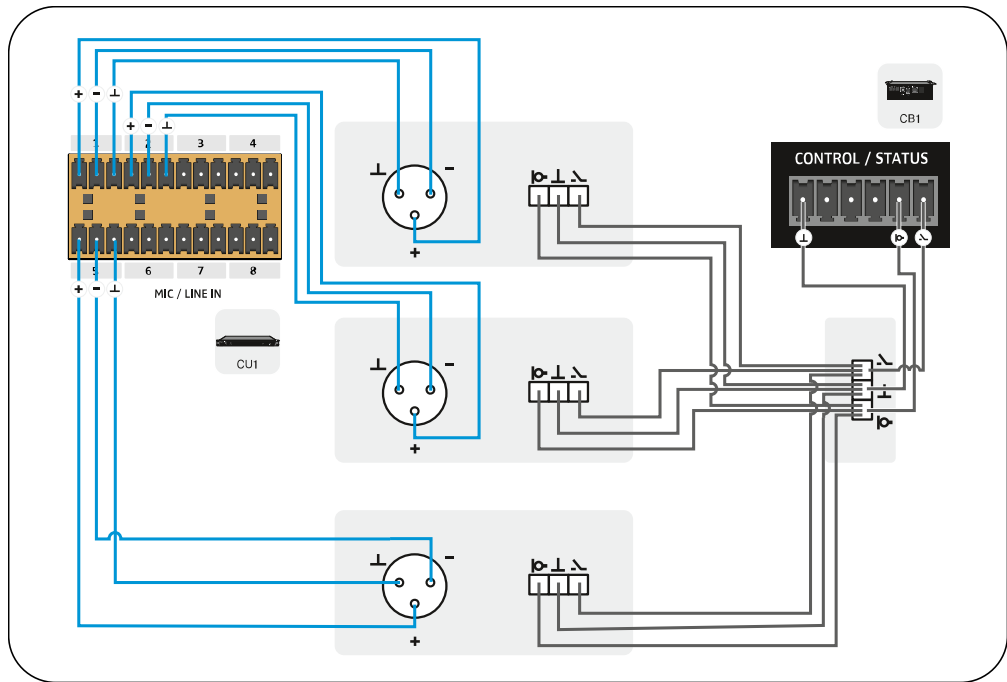 + - ⊥
+ - ⊥
1 2 3 4
5 6 7 8
+ - ⊥
MIC / LINE IN
CU1
⊥ -
+
⊥ -
+
⊥ -
+
CB1
CONTROL / STATUS
⊥
⊥